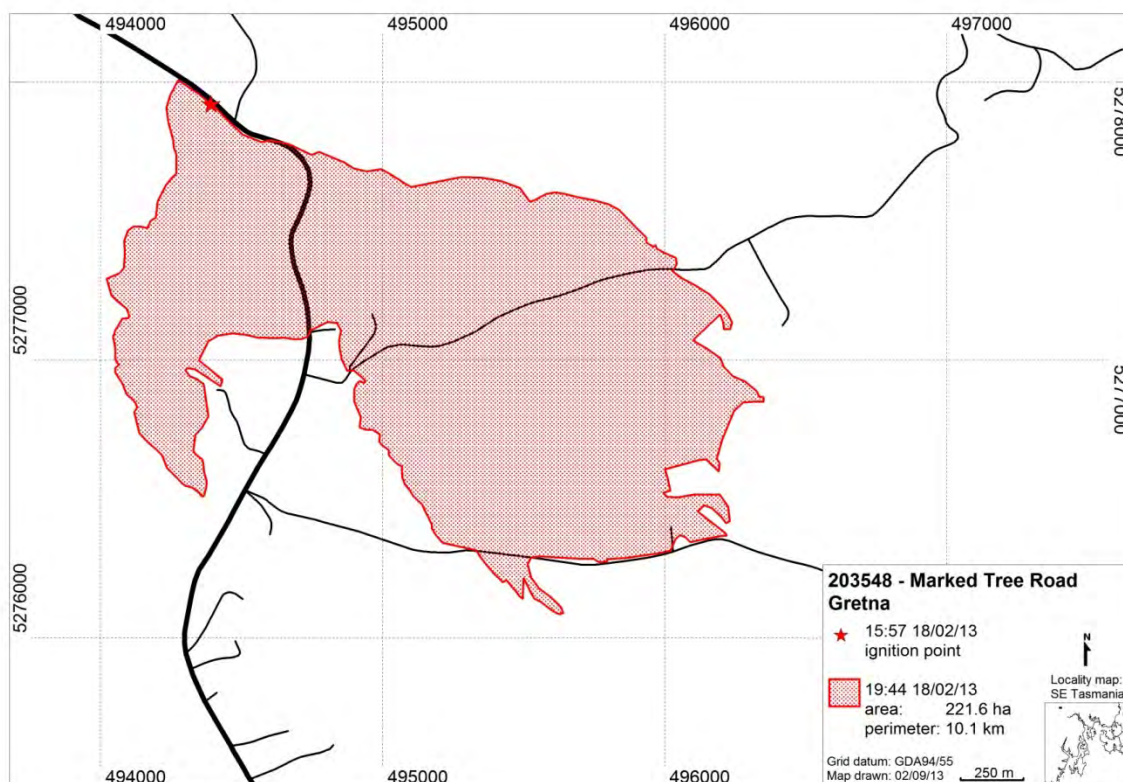 494000
495000
496000
497000
5278000
5277000
5277000
5276000
203548 - Marked Tree Road
Gretna
15:57 18/02/13
ignition point
N
Locality map:
SE Tasmania
19:44 18/02/13
area: 221.6 ha
perimeter: 10.1 km
Grid datum: GDA94/55
Map drawn: 02/09/13
250 m
494000
495000
496000